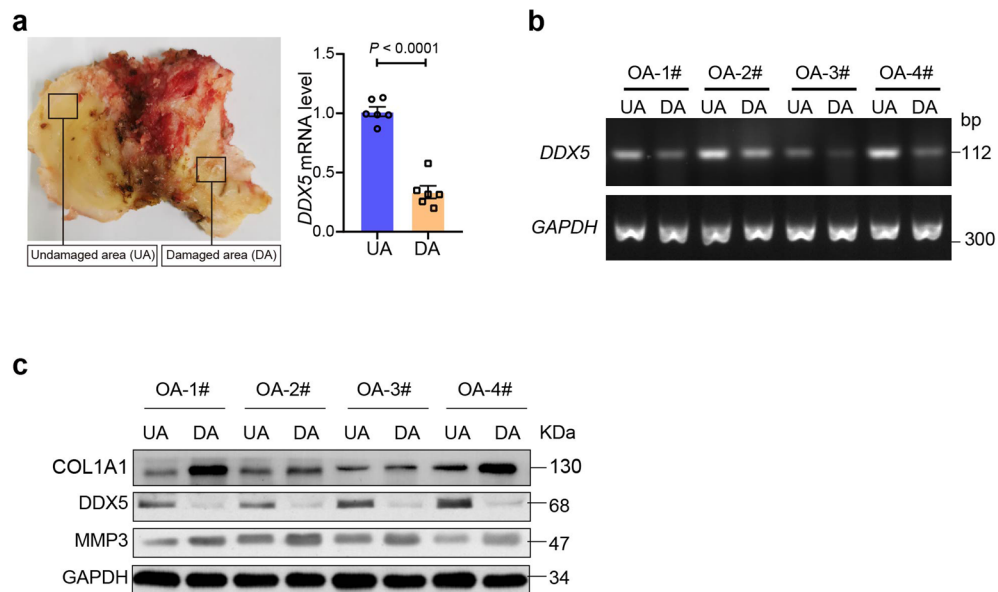 a
Undamaged area (UA)
Damaged area (DA)
P < 0.0001
DDX5 mRNA level
1.5
1.0
0.5
0.0
UA DA
b
OA-1# OA-2# OA-3# OA-4#
UA DA UA DA UA DA UA DA
bp
DDX5
112
GAPDH
300
c
OA-1# OA-2# OA-3# OA-4#
UA DA UA DA UA DA UA DA KDa
COL1A1 130
DDX5 68
MMP3 47
GAPDH 34